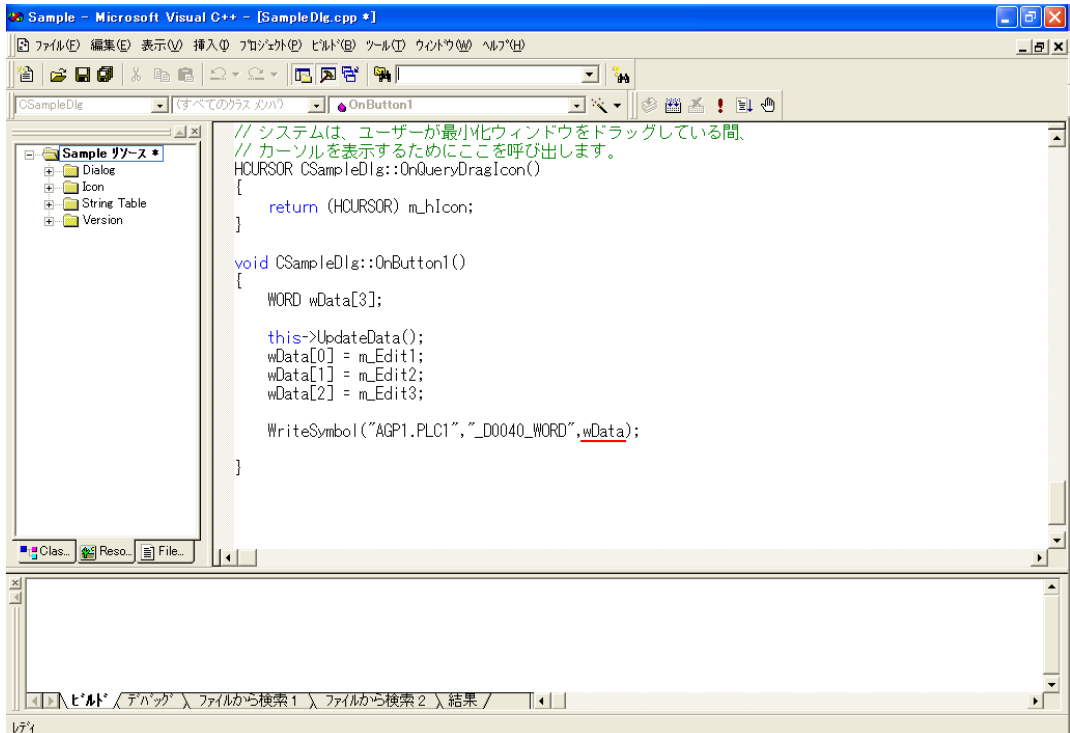 Sample - Microsoft Visual C++ - [SampleDlg.cpp *]
ﾌｧｲﾙ(F) 編集(E) 表示(V) 挿入(I) ﾌﾟﾛｼﾞｪｸﾄ(P) ﾋﾞﾙﾄﾞ(B) ﾂｰﾙ(T) ｳｨﾝﾄﾞｳ(W) ﾍﾙﾌﾟ(H)
CSampleDlg (すべてのｸﾗｽ ﾒﾝﾊﾞ) OnButton1
Sample ﾘｿｰｽ *
Dialog
Icon
String Table
Version
Clas... Reso... File...
// システムは、ユーザーが最小化ウィンドウをドラッグしている間、
// カーソルを表示するためにここを呼び出します。
HCURSOR CSampleDlg::OnQueryDragIcon()
{
return (HCURSOR) m_hIcon;
}
void CSampleDlg::OnButton1()
{
WORD wData[3];
this->UpdateData();
wData[0] = m_Edit1;
wData[1] = m_Edit2;
wData[2] = m_Edit3;
WriteSymbol("AGP1.PLC1","_D0040_WORD",wData);
}
ﾋﾞﾙﾄﾞ ﾃﾞﾊﾞｯｸﾞ ﾌｧｲﾙから検索1 ﾌｧｲﾙから検索2 結果
ﾚﾃﾞｨ